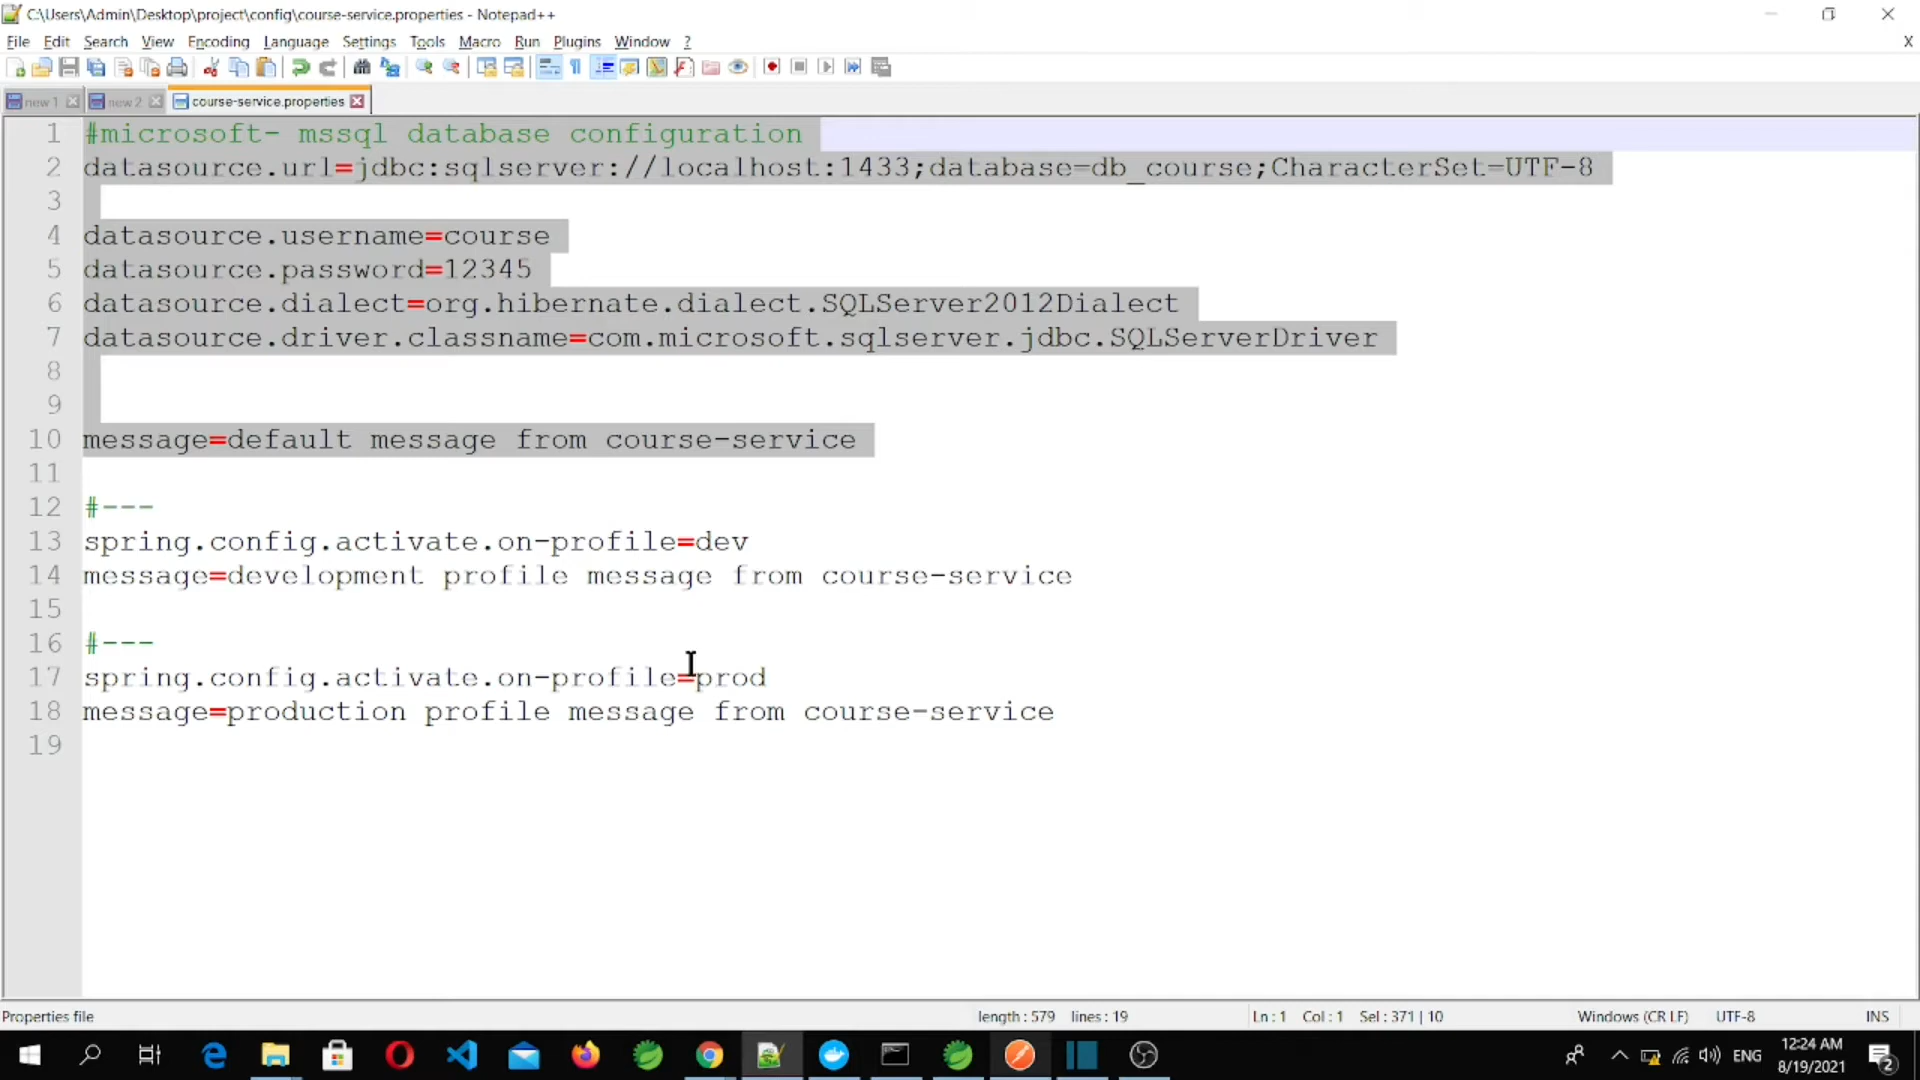 C:\Users\Admin\Desktop\project\config\course-service.properties - Notepad++
File Edit Search View Encoding Language Settings Tools Macro Run Plugins Window ?
X
new 1 new 2 course-service.properties
1 #microsoft- mssql database configuration
2 datasource.url=jdbc:sqlserver://localhost:1433;database=db_course;CharacterSet=UTF-8
3
4 datasource.username=course
5 datasource.password=12345
6 datasource.dialect=org.hibernate.dialect.SQLServer2012Dialect
7 datasource.driver.classname=com.microsoft.sqlserver.jdbc.SQLServerDriver
8
9
10 message=default message from course-service
11
12 #---
13 spring.config.activate.on-profile=dev
14 message=development profile message from course-service
15
16 #---
17 spring.config.activate.on-profile=prod
18 message=production profile message from course-service
19
Properties file length : 579 lines : 19 Ln : 1 Col : 1 Sel : 371 | 10 Windows (CR LF) UTF-8 INS
ENG 12:24 AM
8/19/2021 2